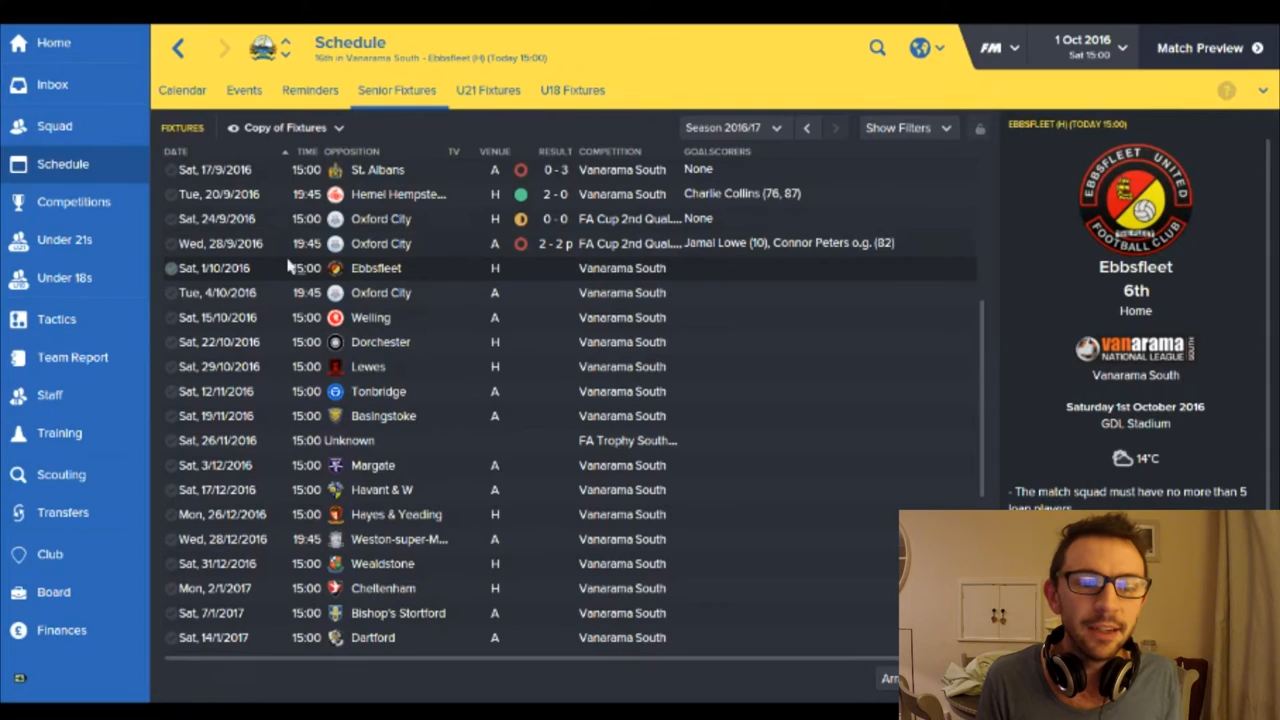 Home
Inbox
Squad
Schedule
Competitions
Under 21s
Under 18s
Tactics
Team Report
Staff
Training
Scouting
Transfers
Club
Board
Finances
Schedule
16th in Vanarama South - Ebbsfleet (H) (Today 15:00)
FM
1 Oct 2016
Sat 15:00
Match Preview
Calendar Events Reminders Senior Fixtures U21 Fixtures U18 Fixtures
FIXTURES Copy of Fixtures Season 2016/17 Show Filters
DATE TIME OPPOSITION TV VENUE RESULT COMPETITION GOALSCORERS
Sat, 17/9/2016 15:00 St. Albans A 0 - 3 Vanarama South None
Tue, 20/9/2016 19:45 Hemel Hempste... H 2 - 0 Vanarama South Charlie Collins (76, 87)
Sat, 24/9/2016 15:00 Oxford City H 0 - 0 FA Cup 2nd Qual.... None
Wed, 28/9/2016 19:45 Oxford City A 2 - 2 p FA Cup 2nd Qual.... Jamal Lowe (10), Connor Peters o.g. (82)
Sat, 1/10/2016 15:00 Ebbsfleet H Vanarama South
Tue, 4/10/2016 19:45 Oxford City A Vanarama South
Sat, 15/10/2016 15:00 Welling A Vanarama South
Sat, 22/10/2016 15:00 Dorchester H Vanarama South
Sat, 29/10/2016 15:00 Lewes H Vanarama South
Sat, 12/11/2016 15:00 Tonbridge A Vanarama South
Sat, 19/11/2016 15:00 Basingstoke A Vanarama South
Sat, 26/11/2016 15:00 Unknown FA Trophy South...
Sat, 3/12/2016 15:00 Margate A Vanarama South
Sat, 17/12/2016 15:00 Havant & W A Vanarama South
Mon, 26/12/2016 15:00 Hayes & Yeading H Vanarama South
Wed, 28/12/2016 19:45 Weston-super-M... A Vanarama South
Sat, 31/12/2016 15:00 Wealdstone H Vanarama South
Mon, 2/1/2017 15:00 Cheltenham H Vanarama South
Sat, 7/1/2017 15:00 Bishop's Stortford A Vanarama South
Sat, 14/1/2017 15:00 Dartford A Vanarama South
EBBSFLEET (H) (TODAY 15:00)
EBBSFLEET UNITED
THE FLEET
FOOTBALL CLUB
Ebbsfleet
6th
Home
vanarama
NATIONAL LEAGUE SOUTH
Vanarama South
Saturday 1st October 2016
GDL Stadium
14°C
- The match squad must have no more than 5
loan players